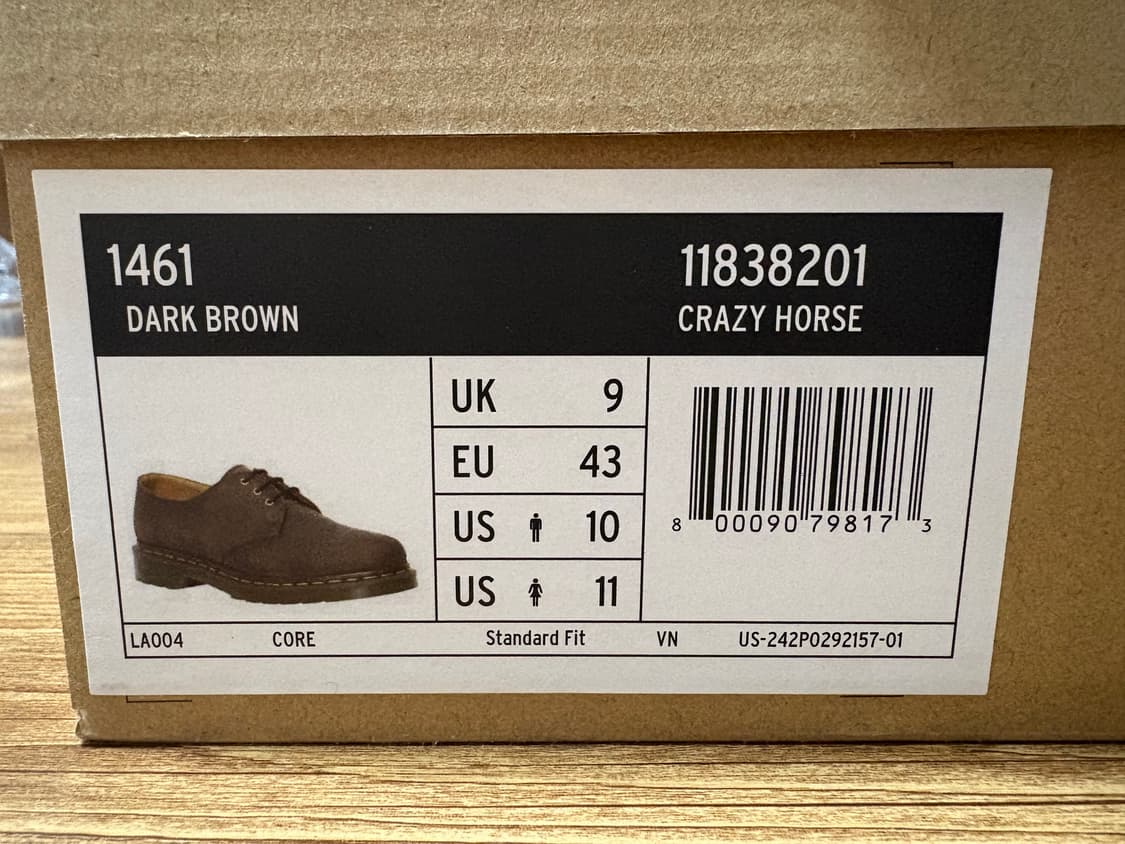 1461 11838201
DARK BROWN CRAZY HORSE
UK 9
EU 43
US 10
US 11
8 00090 79817 3
LA004 CORE Standard Fit VN US-242P0292157-01